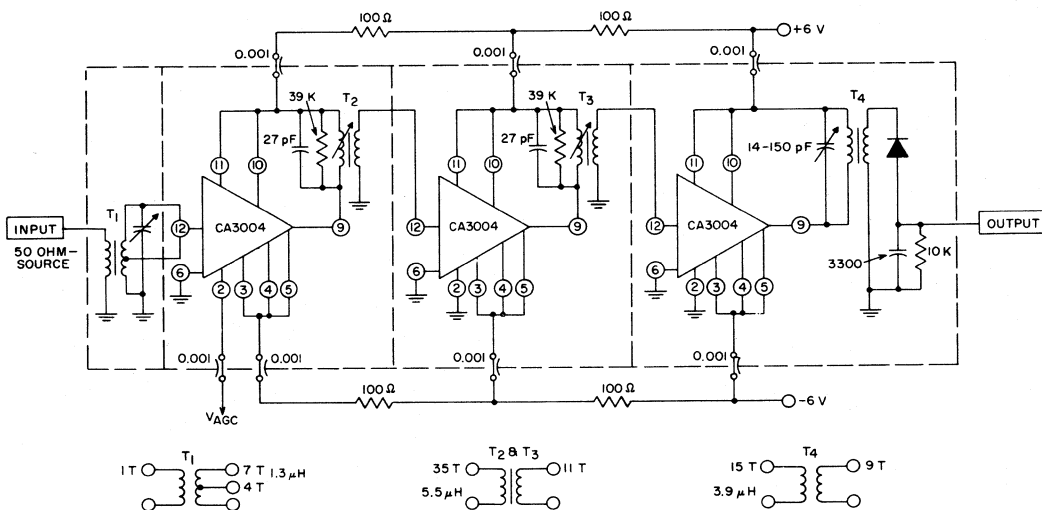 100 Ω
100 Ω
+6 V
0.001
0.001
0.001
39 K
T2
27 pF
39 K
T3
27 pF
T4
14-150 pF
11
10
11
10
11
10
INPUT
50 OHM-
SOURCE
T1
12
CA3004
9
12
CA3004
9
12
CA3004
9
OUTPUT
6
2
3
4
5
6
2
3
4
5
6
2
3
4
5
3300
10 K
0.001
0.001
0.001
0.001
VAGC
100 Ω
100 Ω
-6 V
T1
1 T
7 T
1.3 μH
4 T
T2 & T3
35 T
11 T
5.5 μH
T4
15 T
9 T
3.9 μH